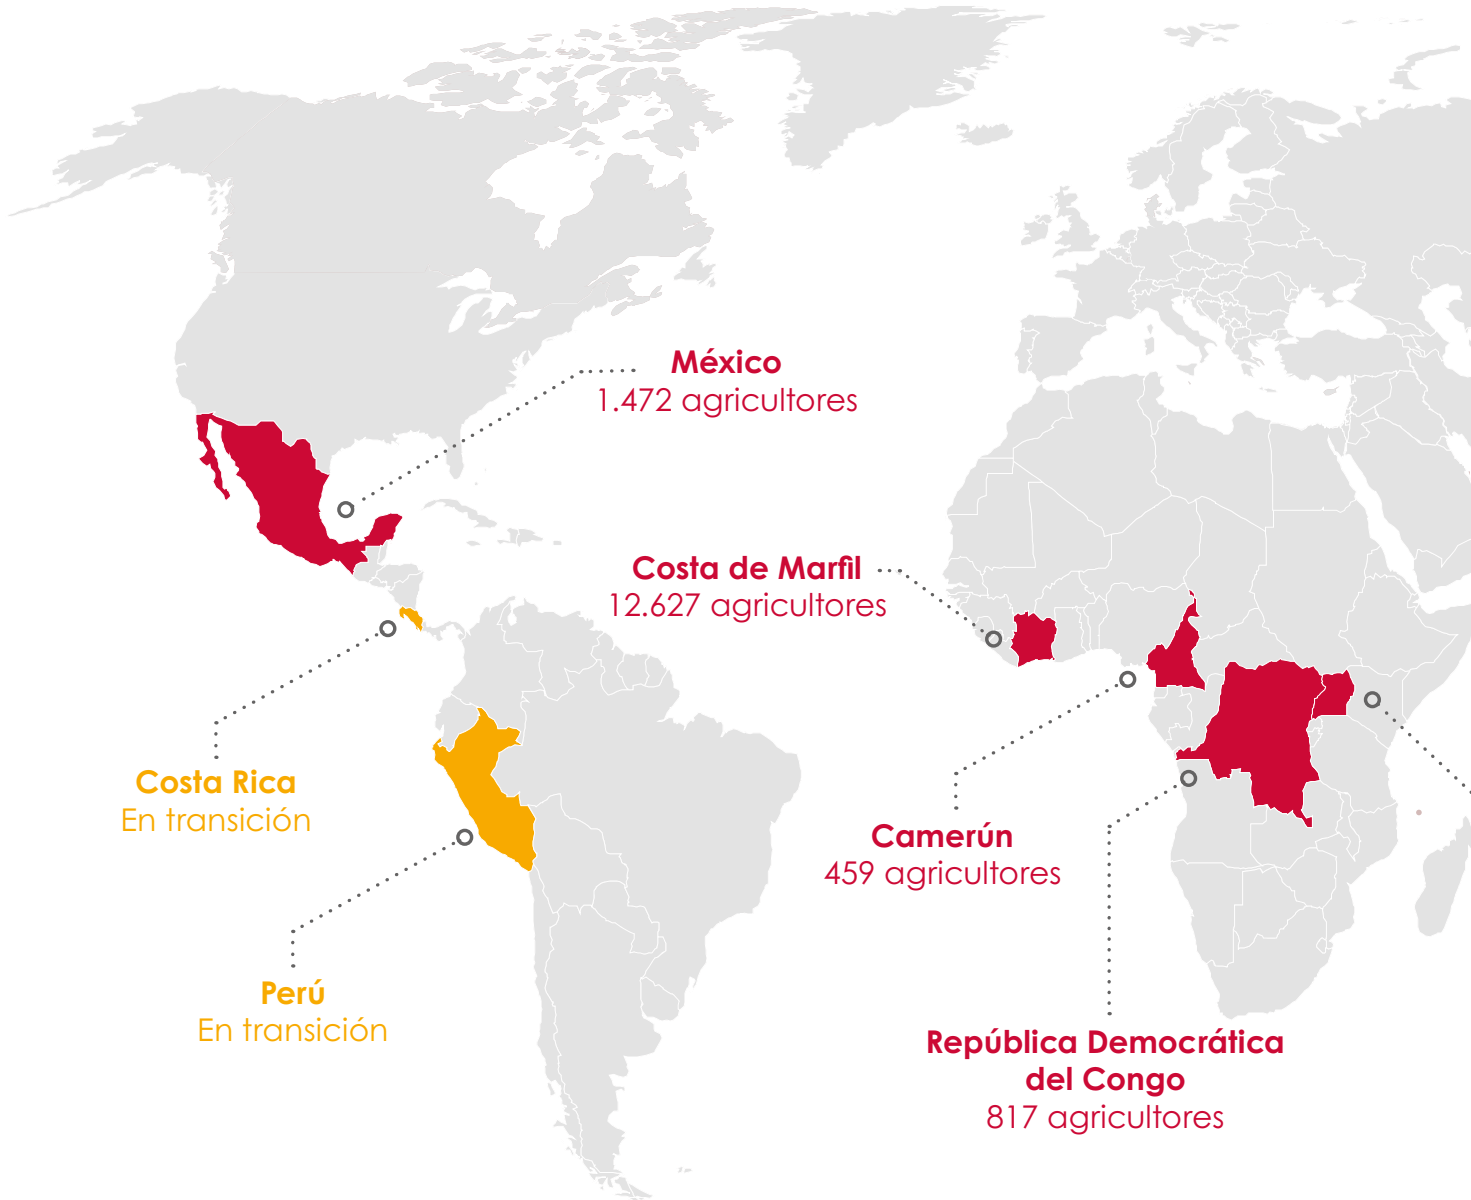 México
1.472 agricultores
Costa de Marfil
12.627 agricultores
Costa Rica
En transición
Camerún
459 agricultores
Perú
En transición
República Democrática
del Congo
817 agricultores